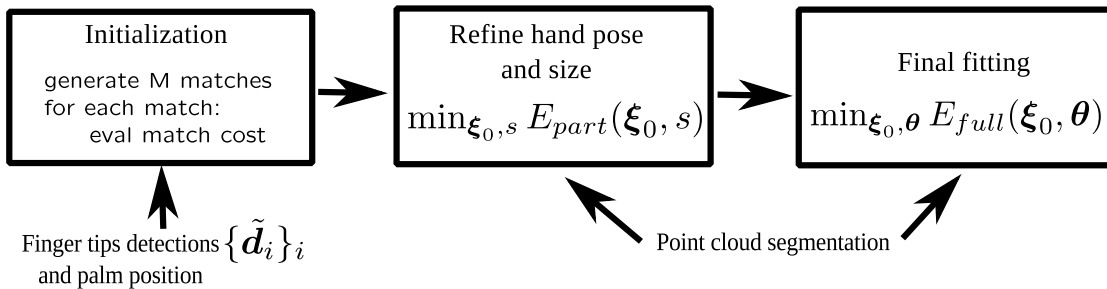 Initialization
generate M matches
for each match:
eval match cost
Refine hand pose
and size
min_{ξ_0,s} E_{part}(ξ_0, s)
Final fitting
min_{ξ_0,θ} E_{full}(ξ_0, θ)
Finger tips detections {d̃_i}_i
and palm position
Point cloud segmentation